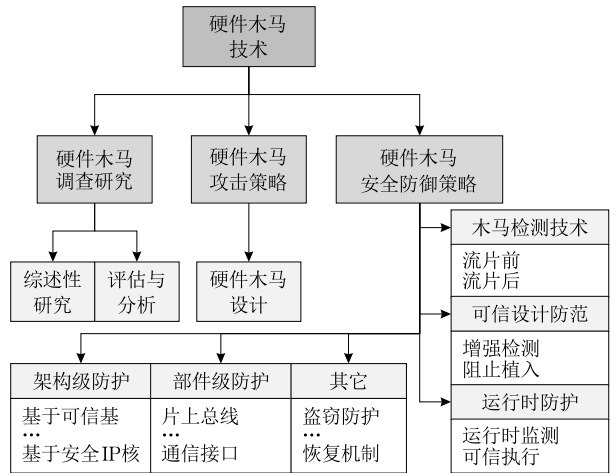 硬件木马
技术
硬件木马
调查研究
硬件木马
攻击策略
硬件木马
安全防御策略
综述性
研究
评估与
分析
硬件木马
设计
木马检测技术
流片前
流片后
可信设计防范
增强检测
阻止植入
运行时防护
运行时监测
可信执行
架构级防护
基于可信基
...
基于安全IP核
部件级防护
片上总线
...
通信接口
其它
盗窃防护
...
恢复机制